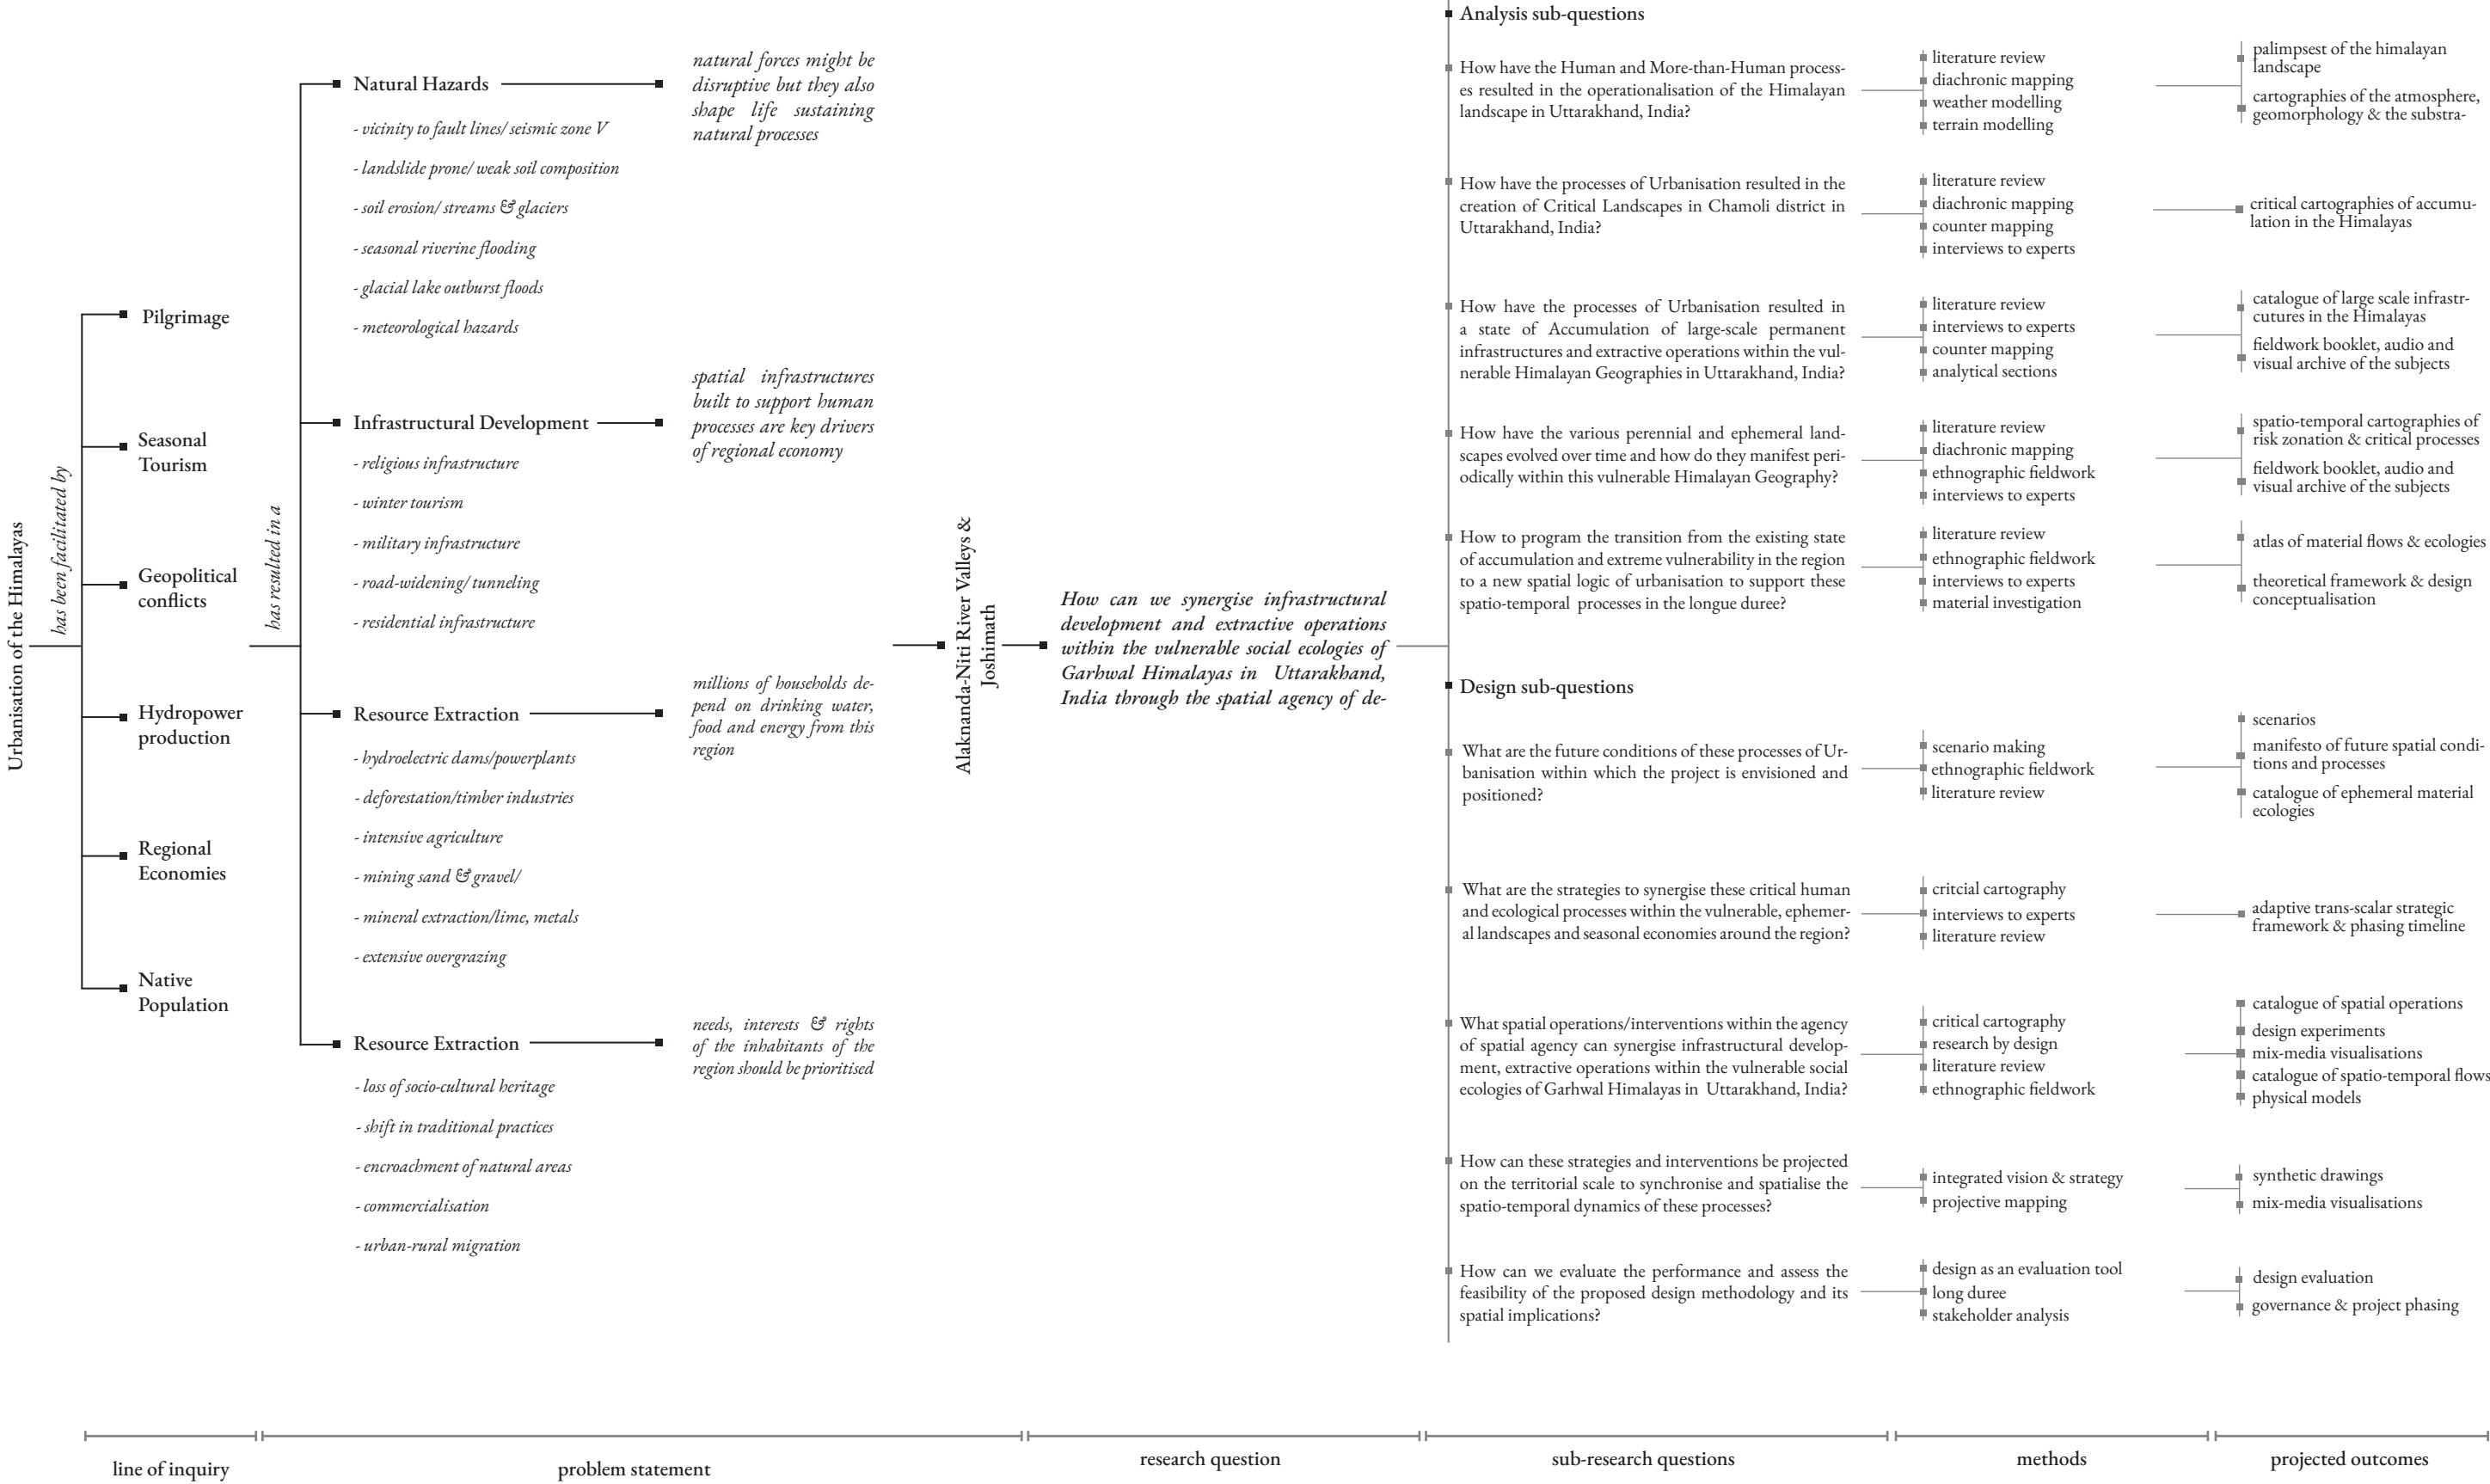 Urbanisation of the Himalayas
has been facilitated by
Pilgrimage
Seasonal
Tourism
Geopolitical
conflicts
Hydropower
production
Regional
Economies
Native
Population
has resulted in a
Natural Hazards
- vicinity to fault lines/ seismic zone V
- landslide prone/ weak soil composition
- soil erosion/ streams & glaciers
- seasonal riverine flooding
- glacial lake outburst floods
- meteorological hazards
natural forces might be
disruptive but they also
shape life sustaining
natural processes
Infrastructural Development
- religious infrastructure
- winter tourism
- military infrastructure
- road-widening/ tunneling
- residential infrastructure
spatial infrastructures
built to support human
processes are key drivers
of regional economy
Resource Extraction
- hydroelectric dams/powerplants
- deforestation/timber industries
- intensive agriculture
- mining sand & gravel/
- mineral extraction/lime, metals
- extensive overgrazing
millions of households de-
pend on drinking water,
food and energy from this
region
Resource Extraction
- loss of socio-cultural heritage
- shift in traditional practices
- encroachment of natural areas
- commercialisation
- urban-rural migration
needs, interests & rights
of the inhabitants of the
region should be prioritised
Alaknanda-Niti River Valleys &
Joshimath
How can we synergise infrastructural
development and extractive operations
within the vulnerable social ecologies of
Garhwal Himalayas in Uttarakhand,
India through the spatial agency of de-
Analysis sub-questions
How have the Human and More-than-Human process-
es resulted in the operationalisation of the Himalayan
landscape in Uttarakhand, India?
literature review
diachronic mapping
weather modelling
terrain modelling
palimpsest of the himalayan
landscape
cartographies of the atmosphere,
geomorphology & the substra-
How have the processes of Urbanisation resulted in the
creation of Critical Landscapes in Chamoli district in
Uttarakhand, India?
literature review
diachronic mapping
counter mapping
interviews to experts
critical cartographies of accumu-
lation in the Himalayas
How have the processes of Urbanisation resulted in
a state of Accumulation of large-scale permanent
infrastructures and extractive operations within the vul-
nerable Himalayan Geographies in Uttarakhand, India?
literature review
interviews to experts
counter mapping
analytical sections
catalogue of large scale infrastr-
cutures in the Himalayas
fieldwork booklet, audio and
visual archive of the subjects
How have the various perennial and ephemeral land-
scapes evolved over time and how do they manifest peri-
odically within this vulnerable Himalayan Geography?
literature review
diachronic mapping
ethnographic fieldwork
interviews to experts
spatio-temporal cartographies of
risk zonation & critical processes
fieldwork booklet, audio and
visual archive of the subjects
How to program the transition from the existing state
of accumulation and extreme vulnerability in the region
to a new spatial logic of urbanisation to support these
spatio-temporal processes in the longue duree?
literature review
ethnographic fieldwork
interviews to experts
material investigation
atlas of material flows & ecologies
theoretical framework & design
conceptualisation
Design sub-questions
What are the future conditions of these processes of Ur-
banisation within which the project is envisioned and
positioned?
scenario making
ethnographic fieldwork
literature review
scenarios
manifesto of future spatial condi-
tions and processes
catalogue of ephemeral material
ecologies
What are the strategies to synergise these critical human
and ecological processes within the vulnerable, ephemer-
al landscapes and seasonal economies around the region?
critcial cartography
interviews to experts
literature review
adaptive trans-scalar strategic
framework & phasing timeline
What spatial operations/interventions within the agency
of spatial agency can synergise infrastructural develop-
ment, extractive operations within the vulnerable social
ecologies of Garhwal Himalayas in Uttarakhand, India?
critical cartography
research by design
literature review
ethnographic fieldwork
catalogue of spatial operations
design experiments
mix-media visualisations
catalogue of spatio-temporal flows
physical models
How can these strategies and interventions be projected
on the territorial scale to synchronise and spatialise the
spatio-temporal dynamics of these processes?
integrated vision & strategy
projective mapping
synthetic drawings
mix-media visualisations
How can we evaluate the performance and assess the
feasibility of the proposed design methodology and its
spatial implications?
design as an evaluation tool
long duree
stakeholder analysis
design evaluation
governance & project phasing
line of inquiry
problem statement
research question
sub-research questions
methods
projected outcomes